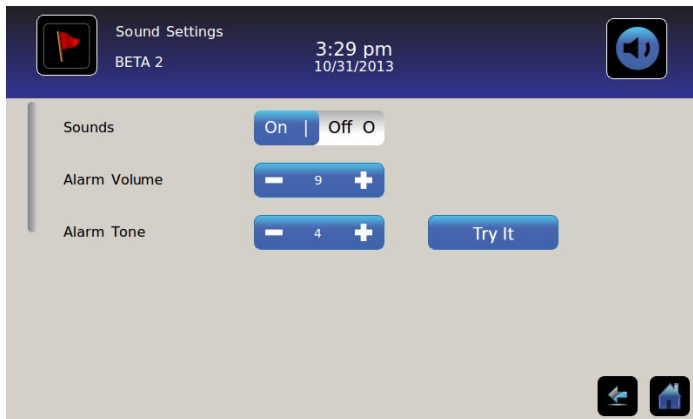 Sound Settings
BETA 2
3:29 pm
10/31/2013
Sounds On | Off O
Alarm Volume 9
Alarm Tone 4 Try It